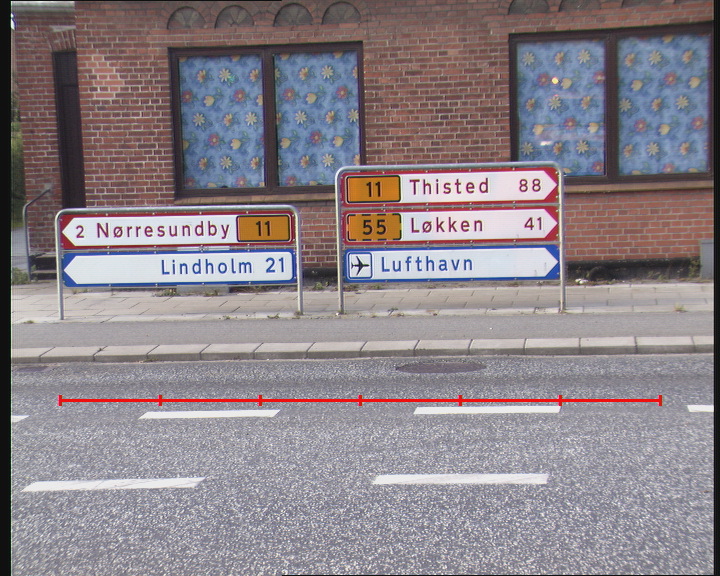 2 Nørresundby 11
Lindholm 21
11 Thisted 88
55 Løkken 41
Lufthavn